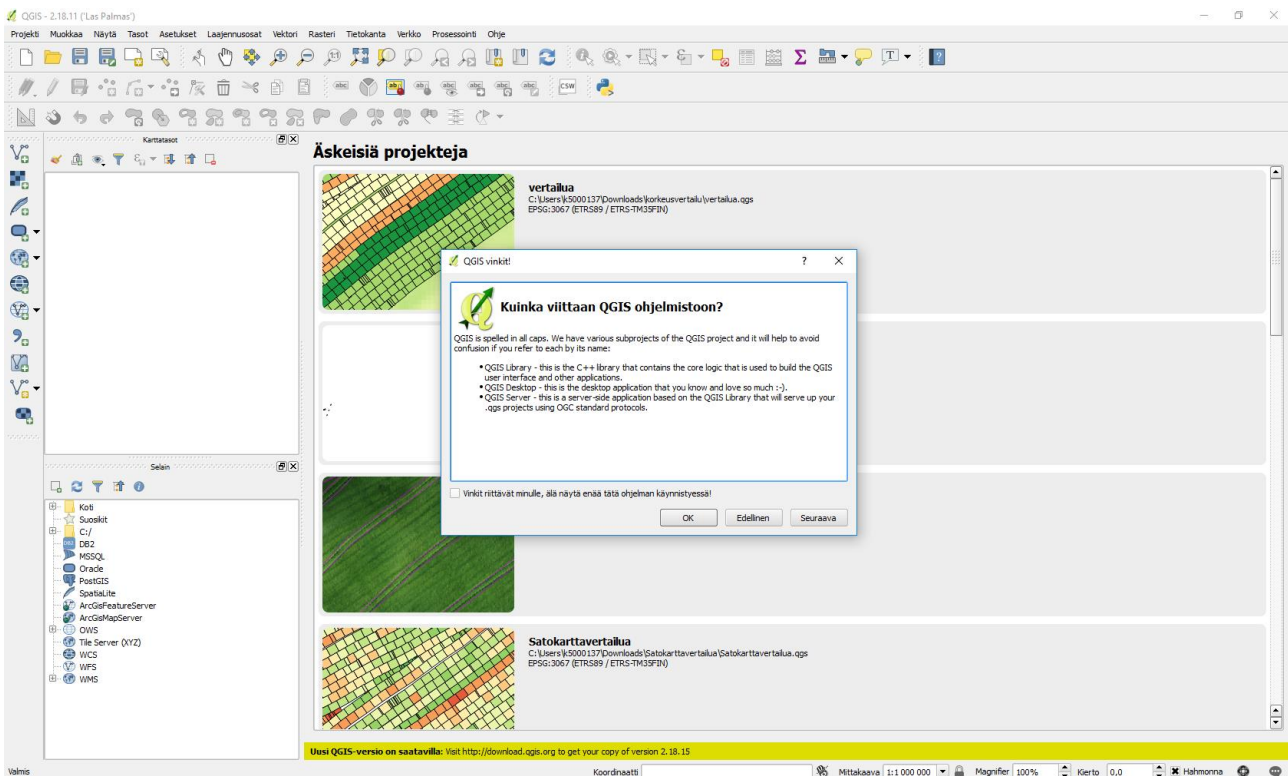 QGIS - 2.18.11 ('Las Palmas')
Projekti Muokkaa Näytä Tasot Asetukset Laajennusosat Vektori Rasteri Tietokanta Verkko Prosessointi Ohje
Karttatasot
Äskeisiä projekteja
vertailua
C:\Users\k5000137\Downloads\korkeusvertailu\vertailua.qgs
EPSG:3067 (ETRS89 / ETRS-TM35FIN)
QGIS vinkit!
Kuinka viittaan QGIS ohjelmistoon?
QGIS is spelled in all caps. We have various subprojects of the QGIS project and it will help to avoid
confusion if you refer to each by its name:
• QGIS Library - this is the C++ library that contains the core logic that is used to build the QGIS
user interface and other applications.
• QGIS Desktop - this is the desktop application that you know and love so much :-).
• QGIS Server - this is a server-side application based on the QGIS Library that will serve up your
.qgs projects using OGC standard protocols.
Vinkit riittävät minulle, älä näytä enää tätä ohjelman käynnistyessä!
OK Edellinen Seuraava
Selain
Koti
Suosikit
C:/
DB2
MSSQL
Oracle
PostGIS
SpatiaLite
ArcGisFeatureServer
ArcGisMapServer
OWS
Tile Server (XYZ)
WCS
WFS
WMS
Satokarttavertailua
C:\Users\k5000137\Downloads\Satokarttavertailua\Satokarttavertailua.qgs
EPSG:3067 (ETRS89 / ETRS-TM35FIN)
Uusi QGIS-versio on saatavilla: Visit http://download.qgis.org to get your copy of version 2.18.15
Valmis Koordinaatti Mittakaava 1:1 000 000 Magnifier 100% Kierto 0,0 Hahmonna